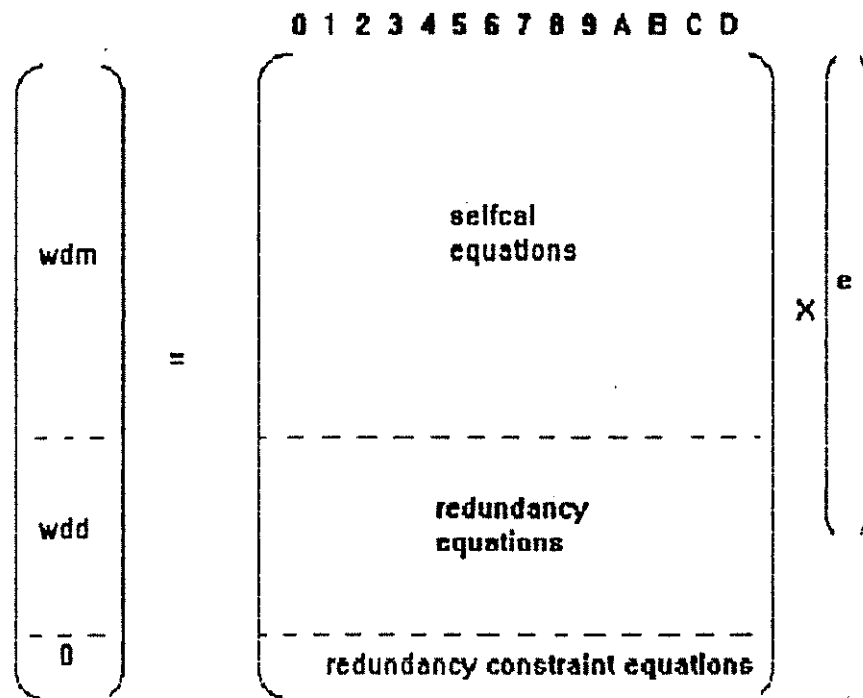 0 1 2 3 4 5 6 7 8 9 A B C D
selfcal
equations
wdm
e
X
=
redundancy
equations
wdd
0
redundancy constraint equations